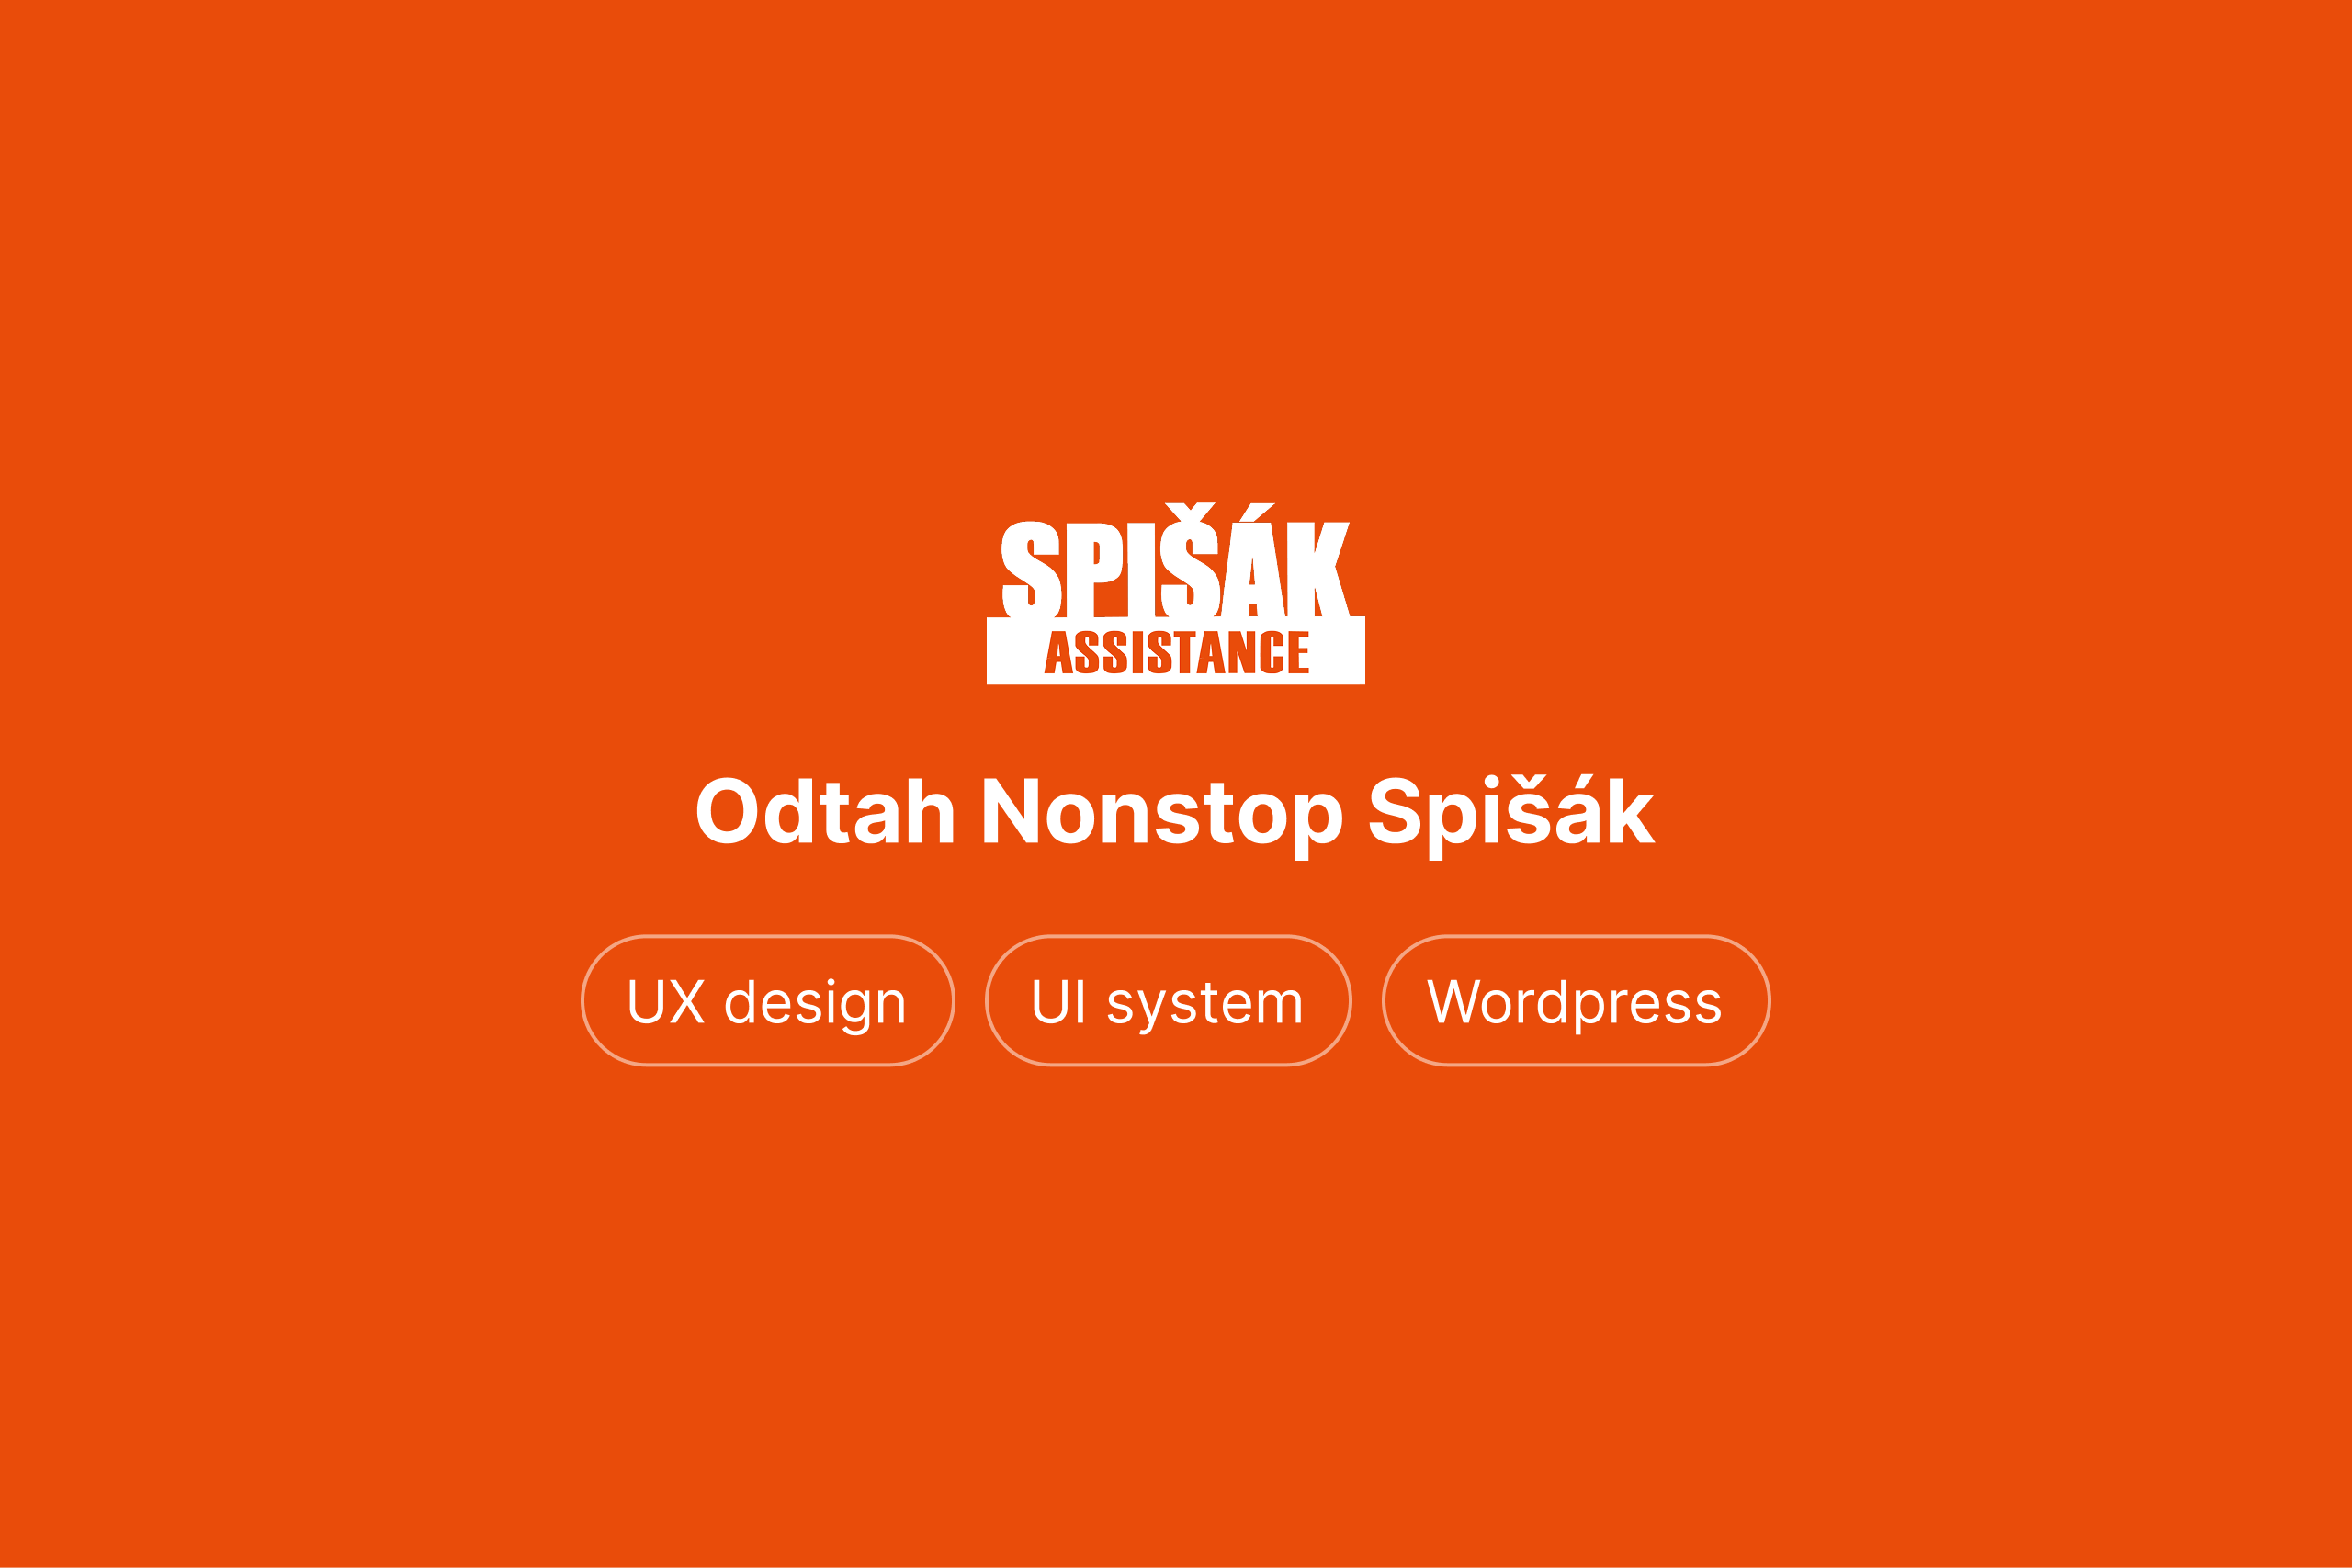 SPIŠÁK
ASSISTANCE
Odtah Nonstop Spišák
UX design
UI system
Wordpress